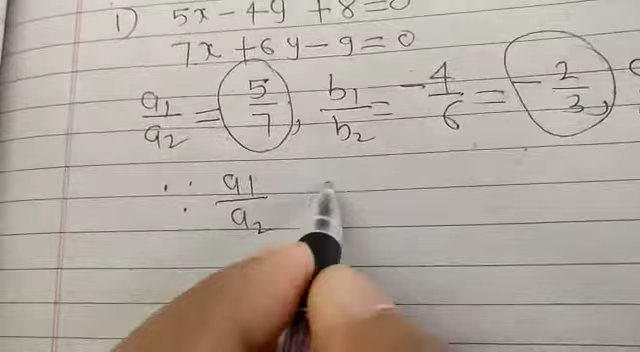 1) 5x - 4y + 8 = 0
7x + 6y - 9 = 0
a1/a2 = 5/7, b1/b2 = -4/6 = -2/3,
∵ a1/a2